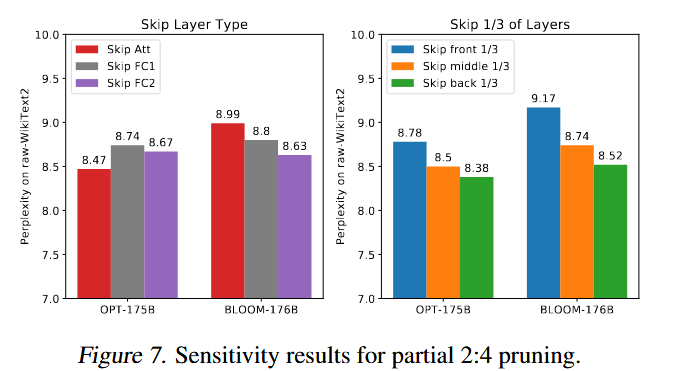 Skip Layer Type
Perplexity on raw-WikiText2
10.0
9.5
9.0
8.5
8.0
7.5
7.0
Skip Att
Skip FC1
Skip FC2
8.47
8.74
8.67
8.99
8.8
8.63
OPT-175B
BLOOM-176B
Skip 1/3 of Layers
Perplexity on raw-WikiText2
10.0
9.5
9.0
8.5
8.0
7.5
7.0
Skip front 1/3
Skip middle 1/3
Skip back 1/3
8.78
8.5
8.38
9.17
8.74
8.52
OPT-175B
BLOOM-176B
Figure 7. Sensitivity results for partial 2:4 pruning.